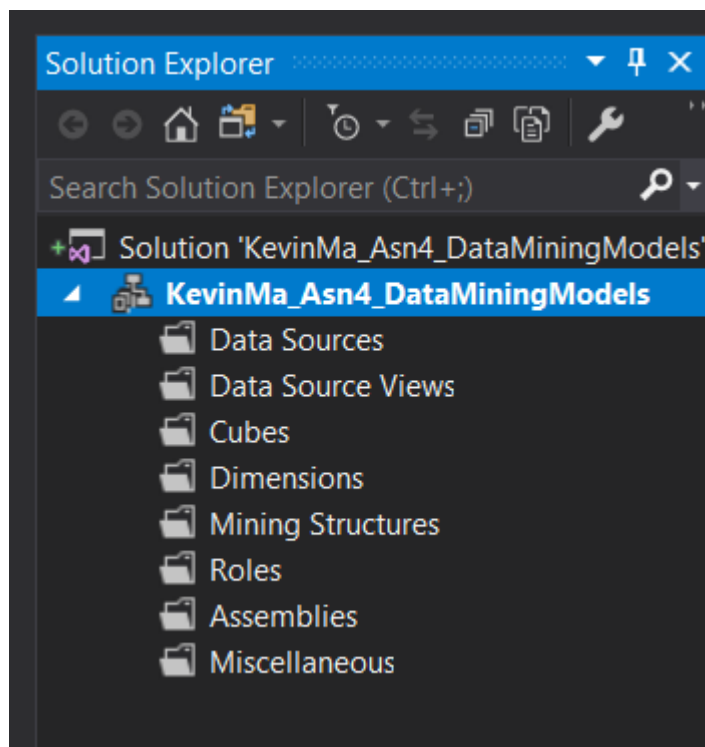 Solution Explorer
Search Solution Explorer (Ctrl+;)
Solution 'KevinMa_Asn4_DataMiningModels'
KevinMa_Asn4_DataMiningModels
Data Sources
Data Source Views
Cubes
Dimensions
Mining Structures
Roles
Assemblies
Miscellaneous